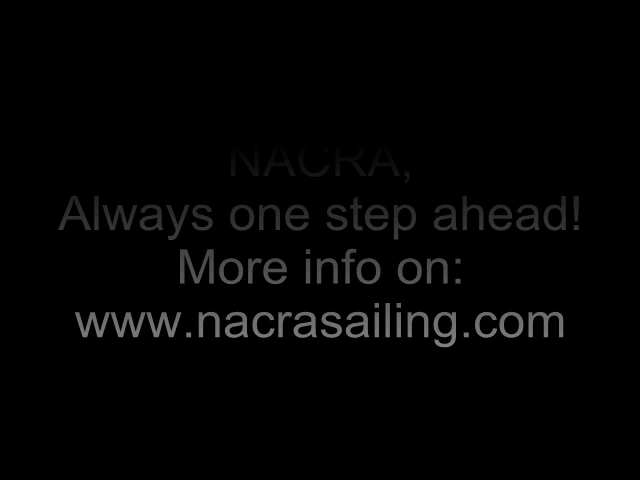 NACRA,
Always one step ahead!
More info on:
www.nacrasailing.com